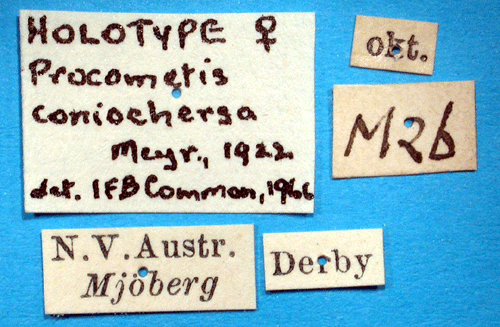 HOLOTYPE ♀
Procometis
coniochersa
Meyr., 1922
det. IFB Common, 1966
okt.
M26
N.V. Austr.
Mjöberg
Derby